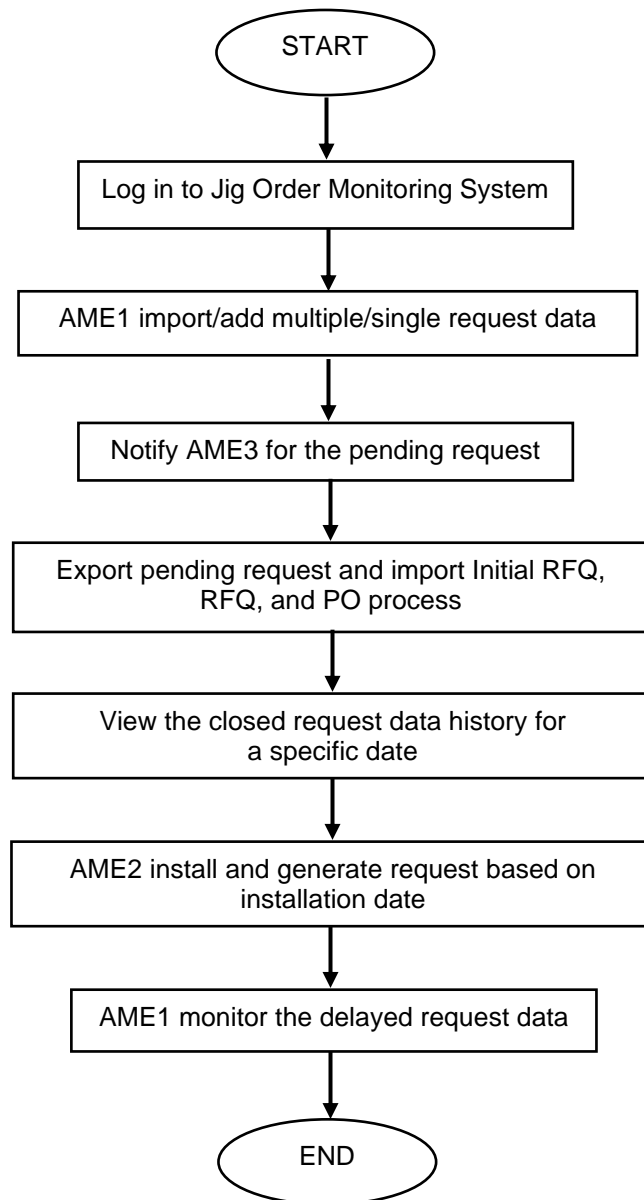 START
Log in to Jig Order Monitoring System
AME1 import/add multiple/single request data
Notify AME3 for the pending request
Export pending request and import Initial RFQ,
RFQ, and PO process
View the closed request data history for
a specific date
AME2 install and generate request based on
installation date
AME1 monitor the delayed request data
END